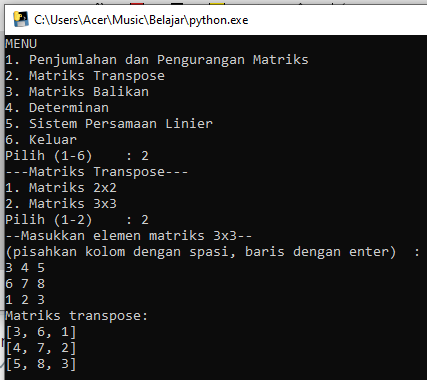 C:\Users\Acer\Music\Belajar\python.exe
MENU
1. Penjumlahan dan Pengurangan Matriks
2. Matriks Transpose
3. Matriks Balikan
4. Determinan
5. Sistem Persamaan Linier
6. Keluar
Pilih (1-6)    : 2
---Matriks Transpose---
1. Matriks 2x2
2. Matriks 3x3
Pilih (1-2)    : 2
--Masukkan elemen matriks 3x3--
(pisahkan kolom dengan spasi, baris dengan enter)  :
3 4 5
6 7 8
1 2 3
Matriks transpose:
[3, 6, 1]
[4, 7, 2]
[5, 8, 3]